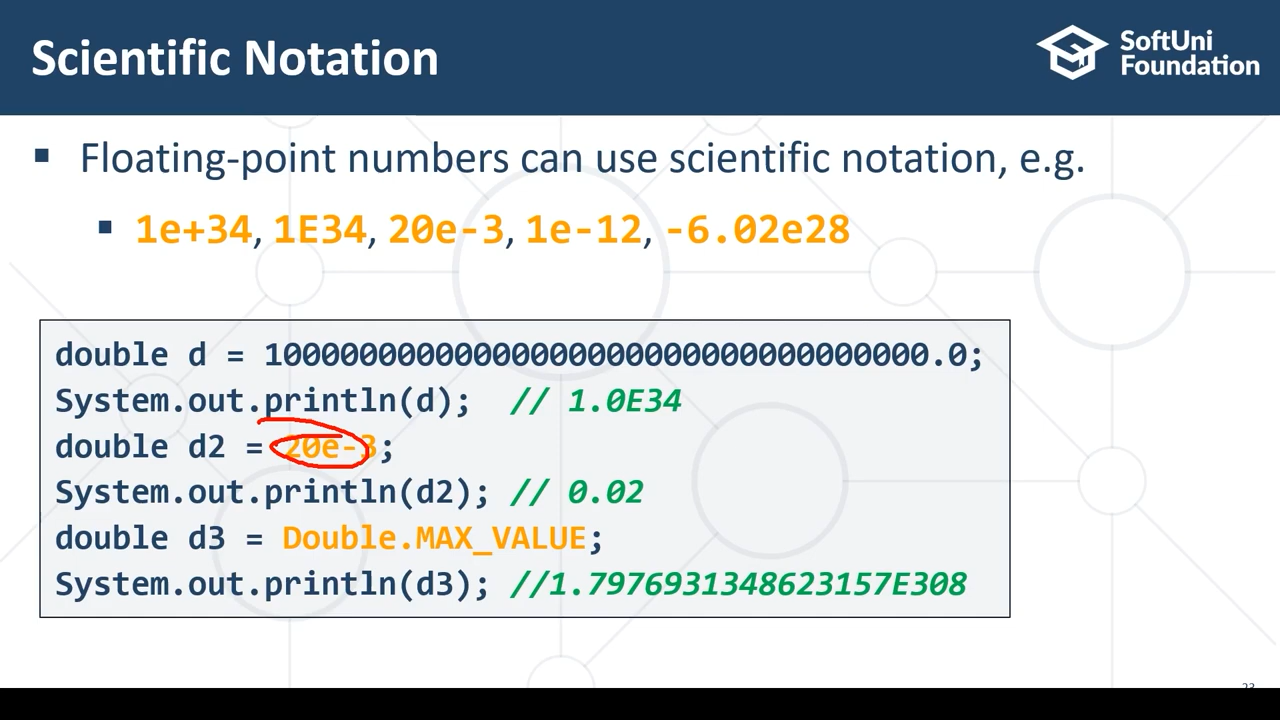 Scientific Notation
SoftUni
Foundation
Floating-point numbers can use scientific notation, e.g.
1e+34, 1E34, 20e-3, 1e-12, -6.02e28
double d = 10000000000000000000000000000000000.0;
System.out.println(d); // 1.0E34
double d2 = 20e-3;
System.out.println(d2); // 0.02
double d3 = Double.MAX_VALUE;
System.out.println(d3); //1.7976931348623157E308